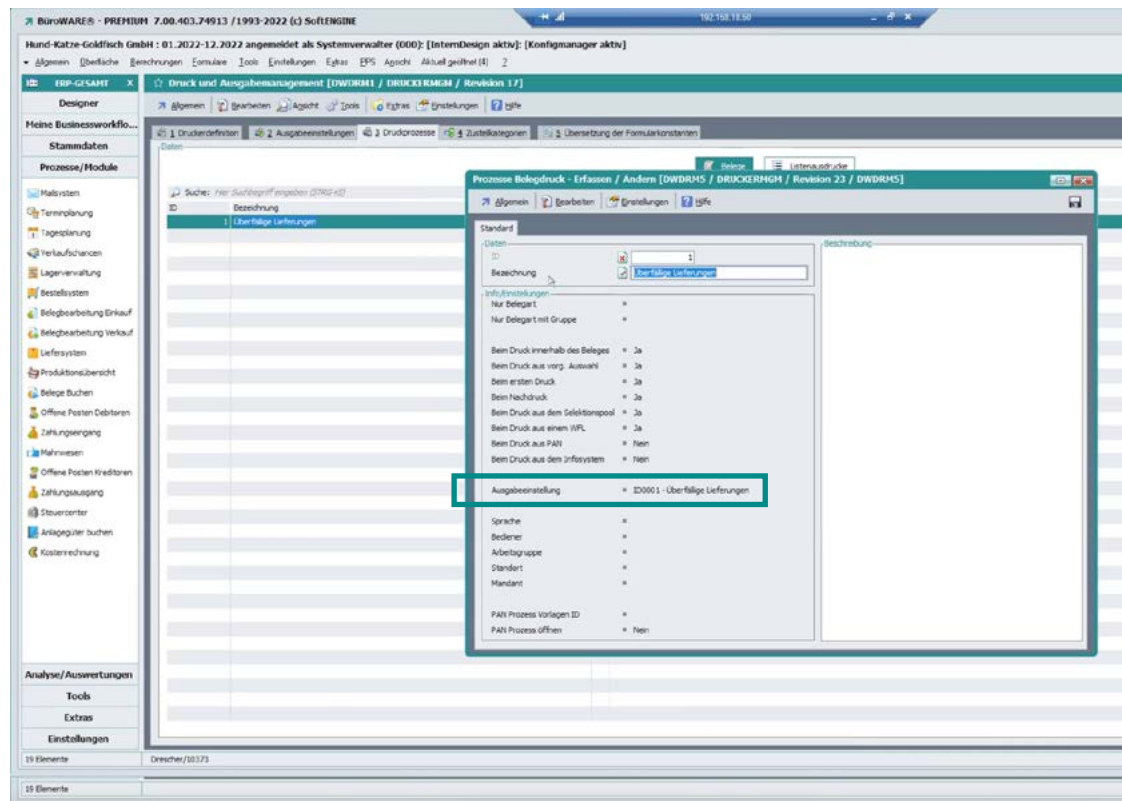 BüroWARE® - PREMIUM 7.00.403.74913 /1993-2022 (c) SoftENGINE
192.168.18.60
Hund-Katze-Goldfisch GmbH : 01.2022-12.2022 angemeldet als Systemverwalter (000): [InternDesign aktiv]: [Konfigmanager aktiv]
Allgemein Oberfläche Berechnungen Formulare Tools Einstellungen Extras EPS Ansicht Aktuell geöffnet (4) ?
ERP-GESAMT X
Druck und Ausgabemanagement [DWDRM1 / DRUCKERMGM / Revision 17]
Designer
Allgemein Bearbeiten Ansicht Tools Extras Einstellungen Hilfe
Meine Businessworkflo...
1 Druckerdefinition 2 Ausgabeeinstellungen 3 Druckprozesse 4 Zustellkategorien 5 Übersetzung der Formularkonstanten
Stammdaten
Daten
Prozesse/Module
Belege Listenausdrucke
Mailsystem
Terminplanung
Tagesplanung
Verkaufschancen
Lagerverwaltung
Bestellsystem
Belegbearbeitung Einkauf
Belegbearbeitung Verkauf
Liefersystem
Produktionsübersicht
Belege Buchen
Offene Posten Debitoren
Zahlungseingang
Mahnwesen
Offene Posten Kreditoren
Zahlungsausgang
Steuercenter
Anlagegüter buchen
Kostenrechnung
Analyse/Auswertungen
Tools
Extras
Einstellungen
Suche: Hier Suchbegriff eingeben (STRG+S)
ID Bezeichnung
1 Überfällige Lieferungen
Prozesse Belegdruck - Erfassen / Ändern [DWDRM5 / DRUCKERMGM / Revision 23 / DWDRM5]
Allgemein Bearbeiten Einstellungen Hilfe
Standard
Daten
ID 1
Bezeichnung Überfällige Lieferungen
Beschreibung
Info/Einstellungen
Nur Belegart
Nur Belegart mit Gruppe
Beim Druck innerhalb des Beleges = Ja
Beim Druck aus vorg. Auswahl = Ja
Beim ersten Druck = Ja
Beim Nachdruck = Ja
Beim Druck aus dem Selektionspool = Ja
Beim Druck aus einem WFL = Ja
Beim Druck aus PAN = Nein
Beim Druck aus dem Infosystem = Nein
Ausgabeeinstellung = ID0001 - Überfällige Lieferungen
Sprache
Bediener
Arbeitsgruppe
Standort
Mandant
PAN Prozess Vorlagen ID
PAN Prozess öffnen = Nein
19 Elemente
Drescher/10373
19 Elemente